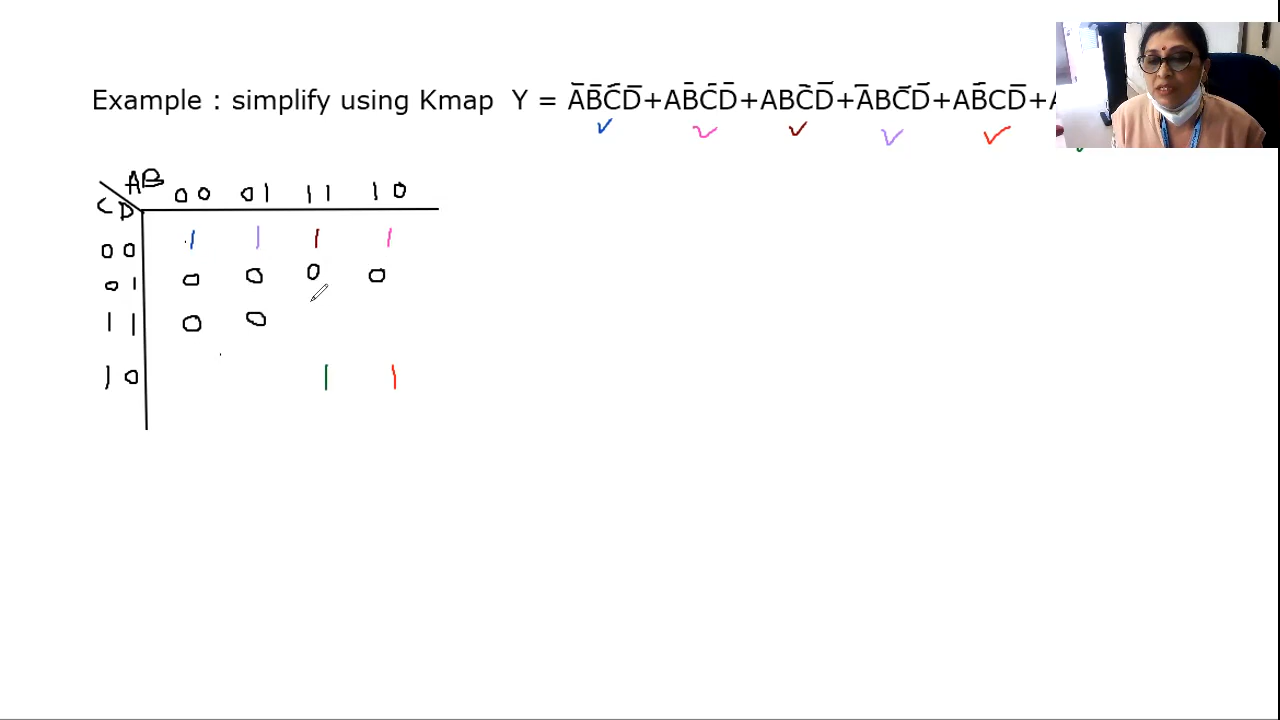 Example : simplify using Kmap Y = A̅B̅C̅D̅+AB̅C̅D̅+ABC̅D̅+A̅BC̅D̅+AB̅CD̅+
AB 00 01 11 10
CD
00 1 1 1 1
01 0 0 0 0
11 0 0
10 1 1